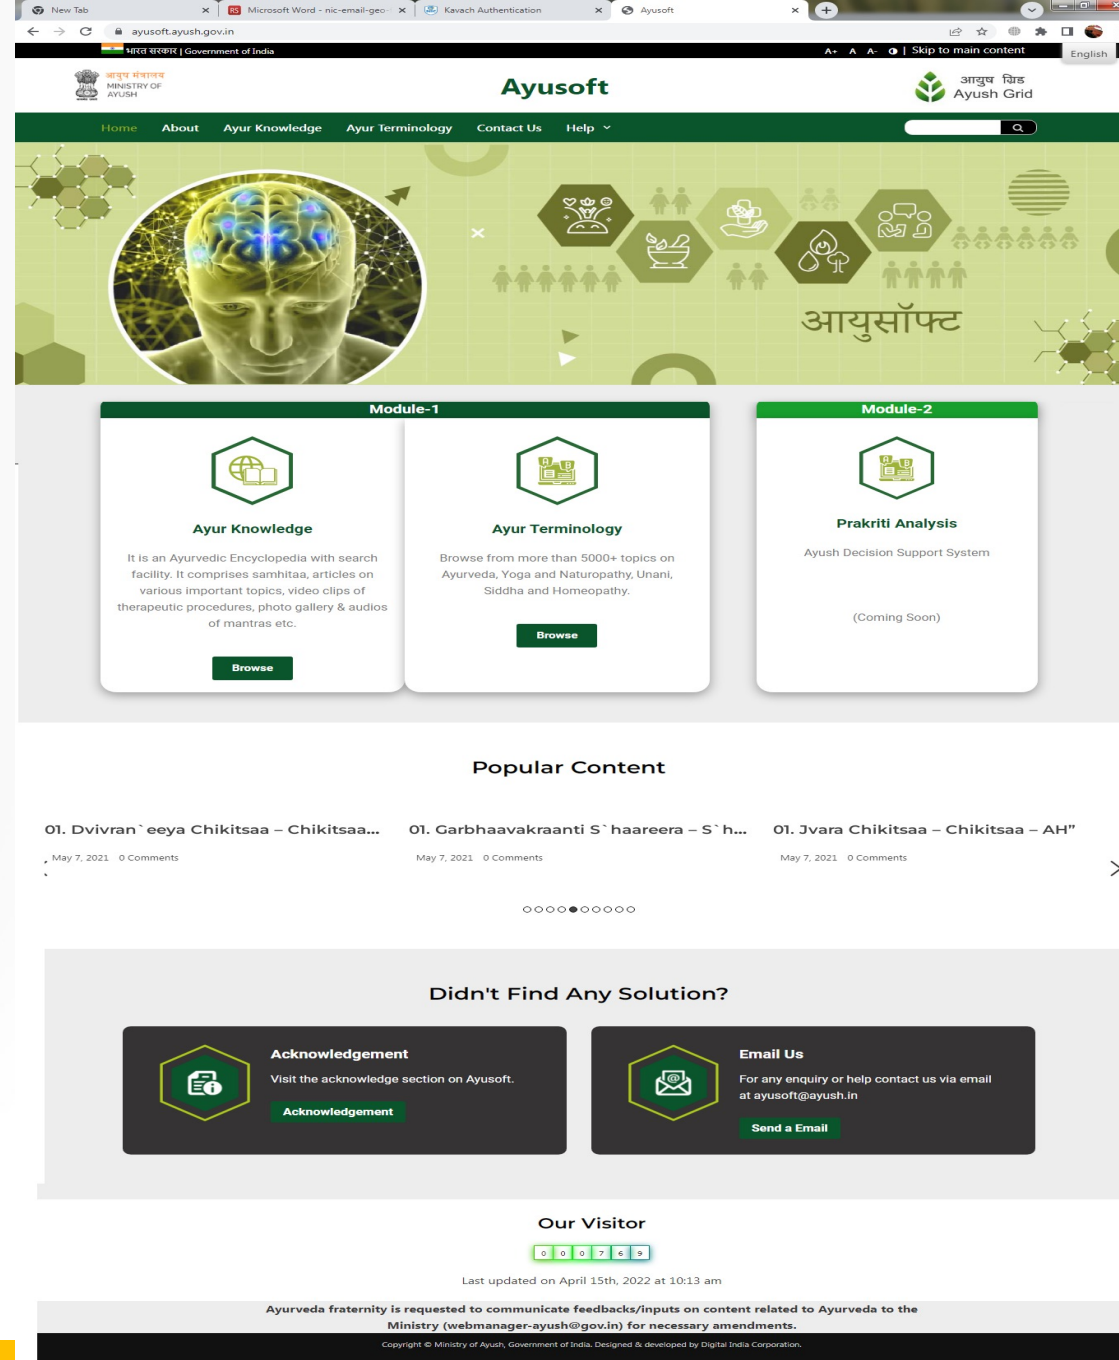 New Tab
Microsoft Word - nic-email-geo-
Kavach Authentication
Ayusoft
ayusoft.ayush.gov.in
भारत सरकार | Government of India
A+ A A- | Skip to main content
English
आयुष मंत्रालय
MINISTRY OF
AYUSH
Ayusoft
आयुष ग्रिड
Ayush Grid
Home About Ayur Knowledge Ayur Terminology Contact Us Help
आयुसॉफ्ट
Module-1
Module-2
Ayur Knowledge
It is an Ayurvedic Encyclopedia with search
facility. It comprises samhitaa, articles on
various important topics, video clips of
therapeutic procedures, photo gallery & audios
of mantras etc.
Browse
Ayur Terminology
Browse from more than 5000+ topics on
Ayurveda, Yoga and Naturopathy, Unani,
Siddha and Homeopathy.
Browse
Prakriti Analysis
Ayush Decision Support System
(Coming Soon)
Popular Content
01. Dvivran`eeya Chikitsaa – Chikitsaa...
May 7, 2021 0 Comments
01. Garbhaavakraanti S`haareera – S`h...
May 7, 2021 0 Comments
01. Jvara Chikitsaa – Chikitsaa – AH”
May 7, 2021 0 Comments
Didn't Find Any Solution?
Acknowledgement
Visit the acknowledge section on Ayusoft.
Acknowledgement
Email Us
For any enquiry or help contact us via email
at ayusoft@ayush.in
Send a Email
Our Visitor
0 0 0 7 6 9
Last updated on April 15th, 2022 at 10:13 am
Ayurveda fraternity is requested to communicate feedbacks/inputs on content related to Ayurveda to the
Ministry (webmanager-ayush@gov.in) for necessary amendments.
Copyright © Ministry of Ayush, Government of India. Designed & developed by Digital India Corporation.